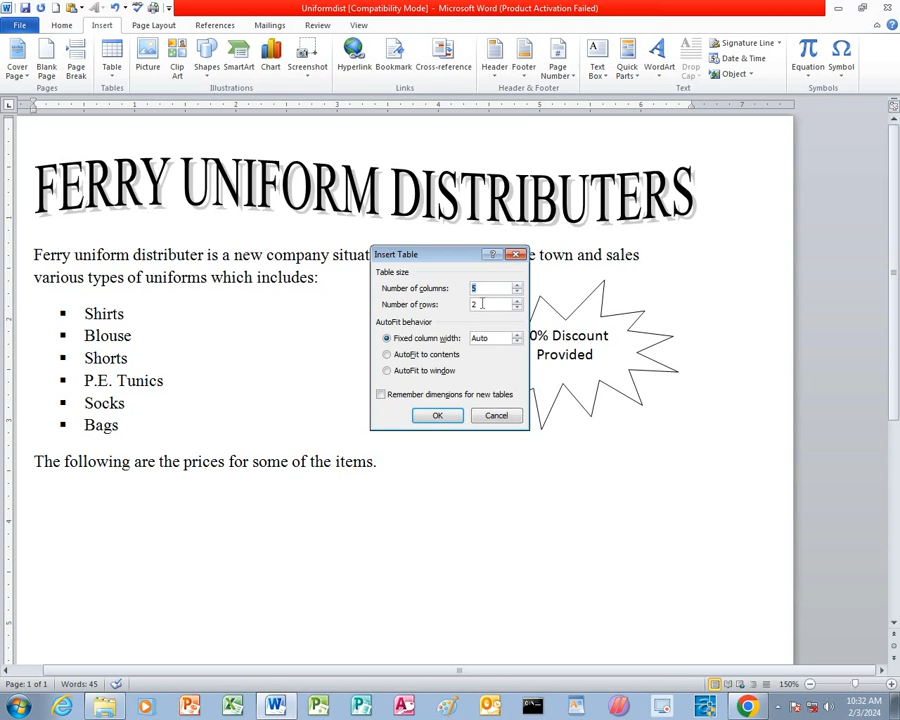 Uniformdist [Compatibility Mode] - Microsoft Word (Product Activation Failed)
File Home Insert Page Layout References Mailings Review View
Cover Page Blank Page Page Break
Pages
Table
Tables
Picture Clip Art Shapes SmartArt Chart Screenshot
Illustrations
Hyperlink Bookmark Cross-reference
Links
Header Footer Page Number
Header & Footer
Text Box Quick Parts WordArt Drop Cap
Signature Line
Date & Time
Object
Text
Equation Symbol
Symbols
1 2 3 4 5 6 7
FERRY UNIFORM DISTRIBUTERS
Ferry uniform distributer is a new company situat
e town and sales
various types of uniforms which includes:
Shirts
Blouse
Shorts
P.E. Tunics
Socks
Bags
0% Discount
Provided
The following are the prices for some of the items.
Insert Table
Table size
Number of columns: 5
Number of rows: 2
AutoFit behavior
Fixed column width: Auto
AutoFit to contents
AutoFit to window
Remember dimensions for new tables
OK Cancel
Page: 1 of 1 Words: 45 150%
10:32 AM
2/3/2024